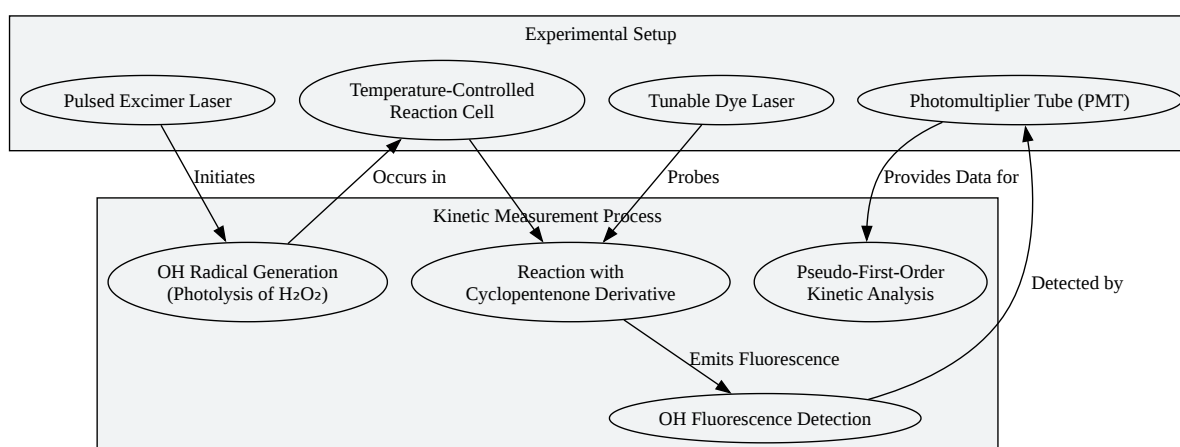 Experimental Setup
Pulsed Excimer Laser
Temperature-Controlled
Reaction Cell
Tunable Dye Laser
Photomultiplier Tube (PMT)
Initiates
Occurs in
Probes
Provides Data for
Kinetic Measurement Process
OH Radical Generation
(Photolysis of H₂O₂)
Reaction with
Cyclopentenone Derivative
Pseudo-First-Order
Kinetic Analysis
Detected by
Emits Fluorescence
OH Fluorescence Detection